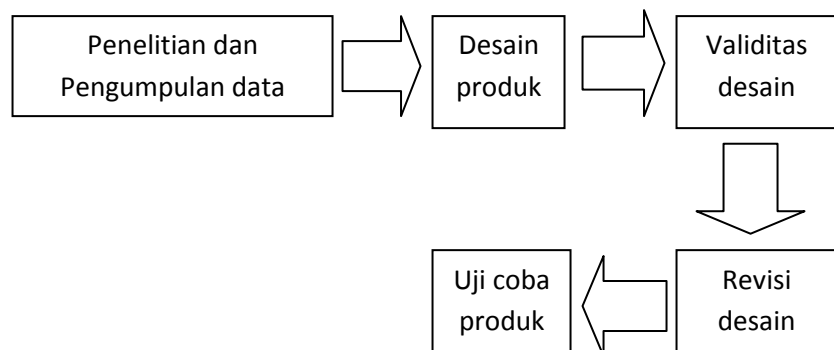 Penelitian dan
Pengumpulan data
Desain
produk
Validitas
desain
Revisi
desain
Uji coba
produk